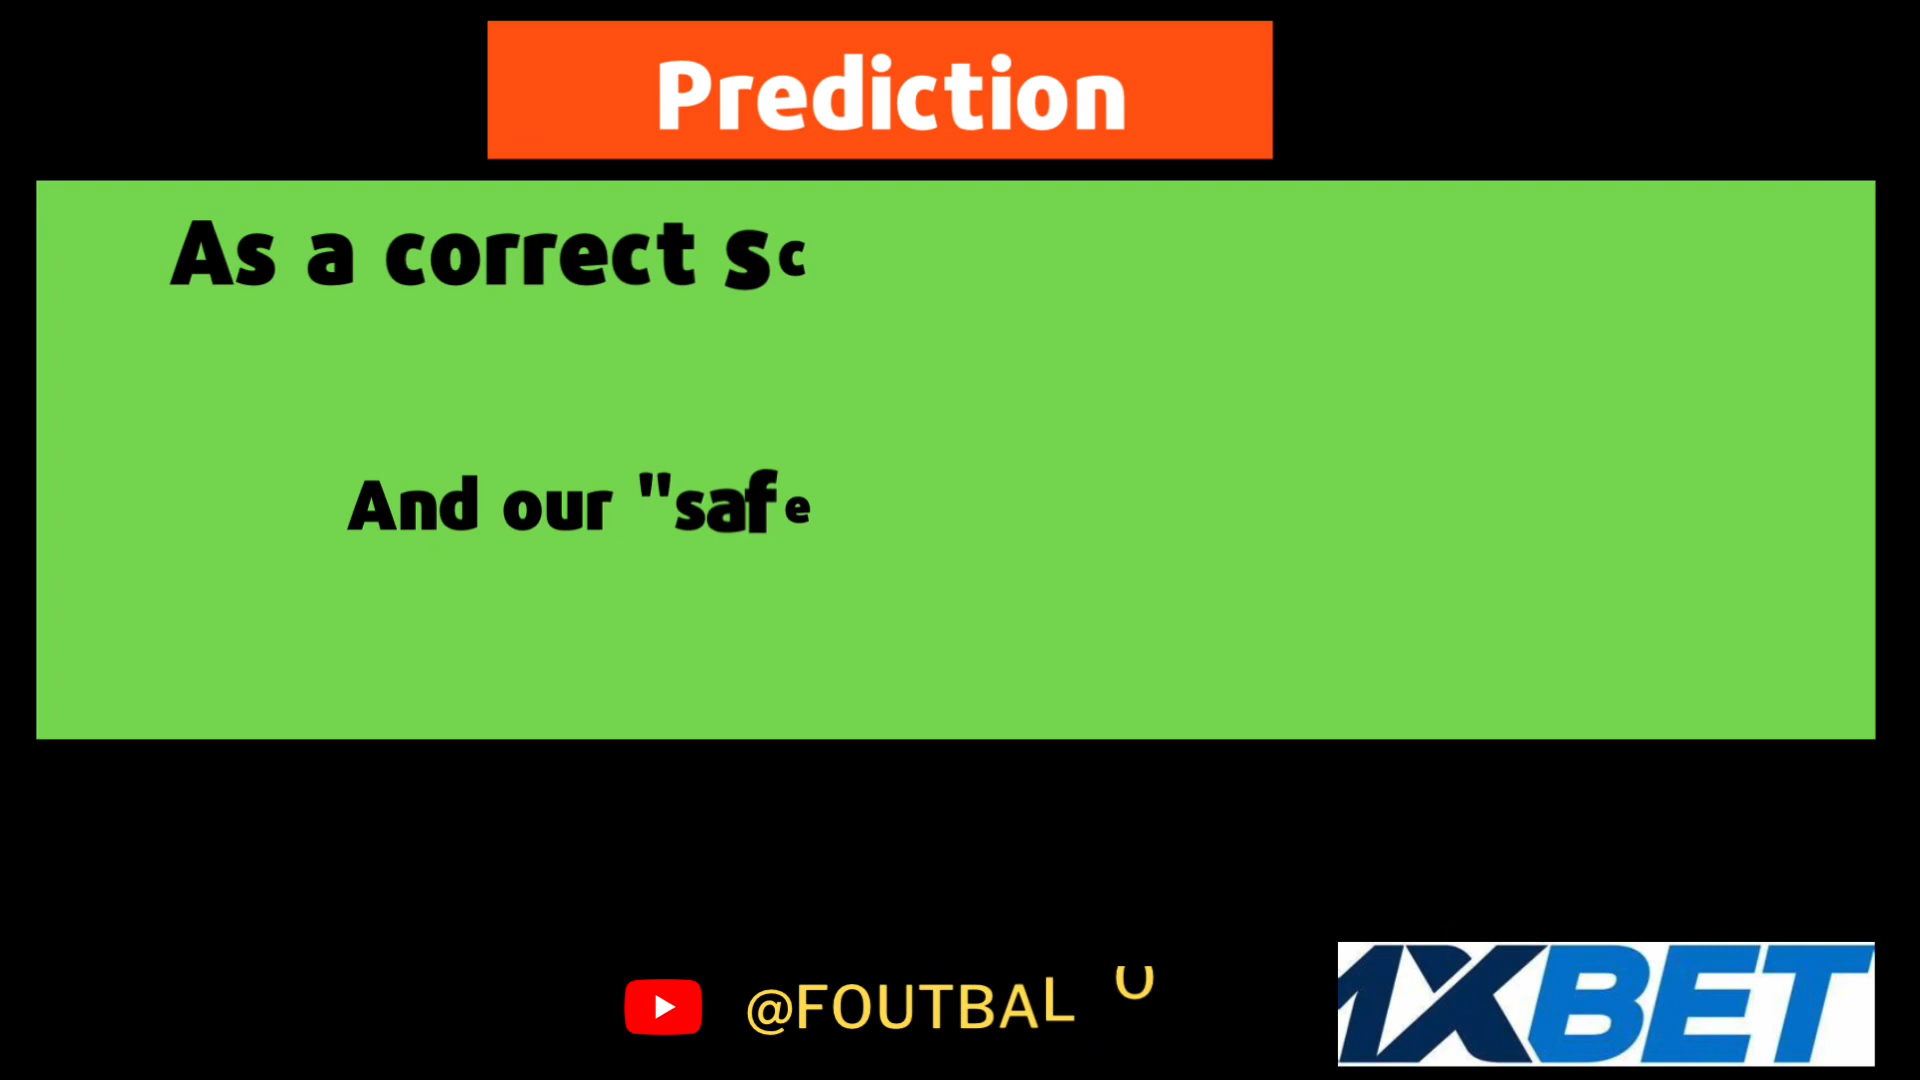 Prediction
As a correct sc
And our "safe
@FOUTBAL O
1XBET